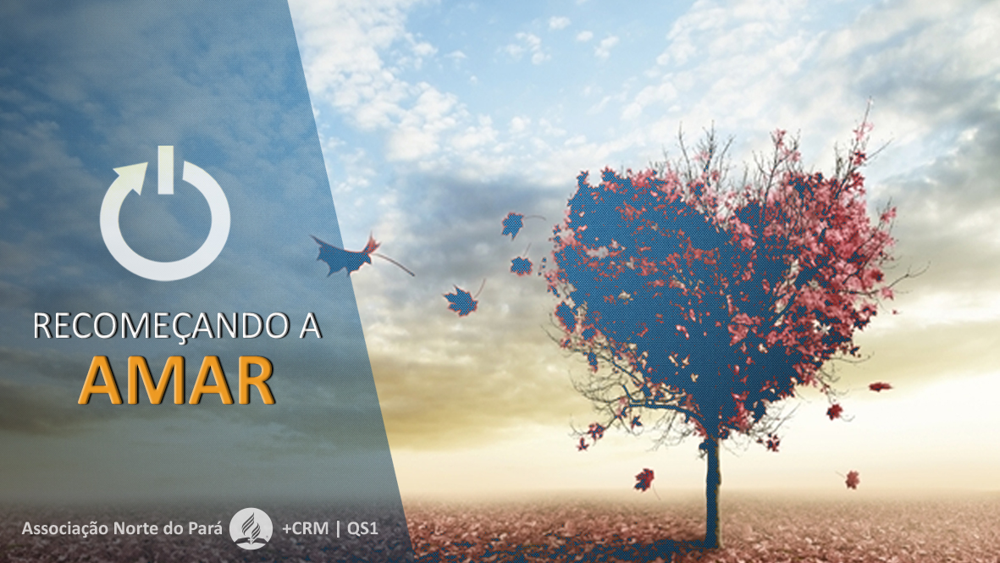 RECOMEÇANDO A
AMAR
Associação Norte do Pará +CRM | QS1